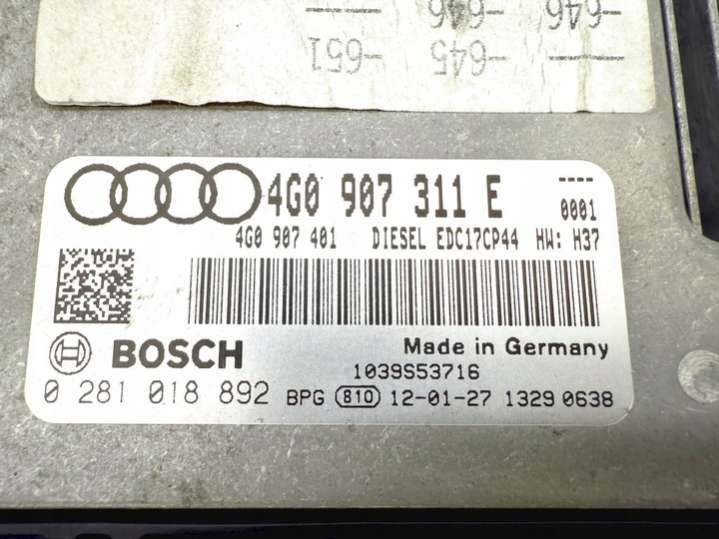 -646 -646
-645 -651
4G0 907 311 E ----
0001
4G0 907 401 DIESEL EDC17CP44 HW: H37
BOSCH Made in Germany
1039S53716
0 281 018 892 BPG 810 12-01-27 1329 0638